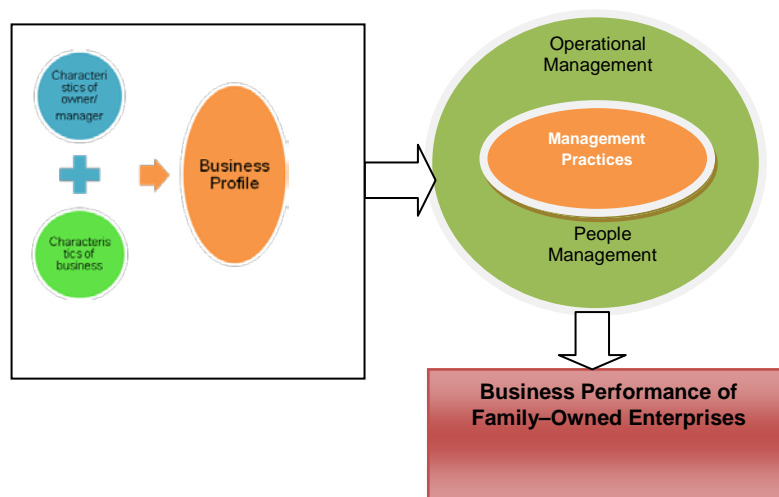 Characteri
stics of
owner/
manager
Characteris
tics of
business
Business
Profile
Operational
Management
Management
Practices
People
Management
Business Performance of
Family–Owned Enterprises